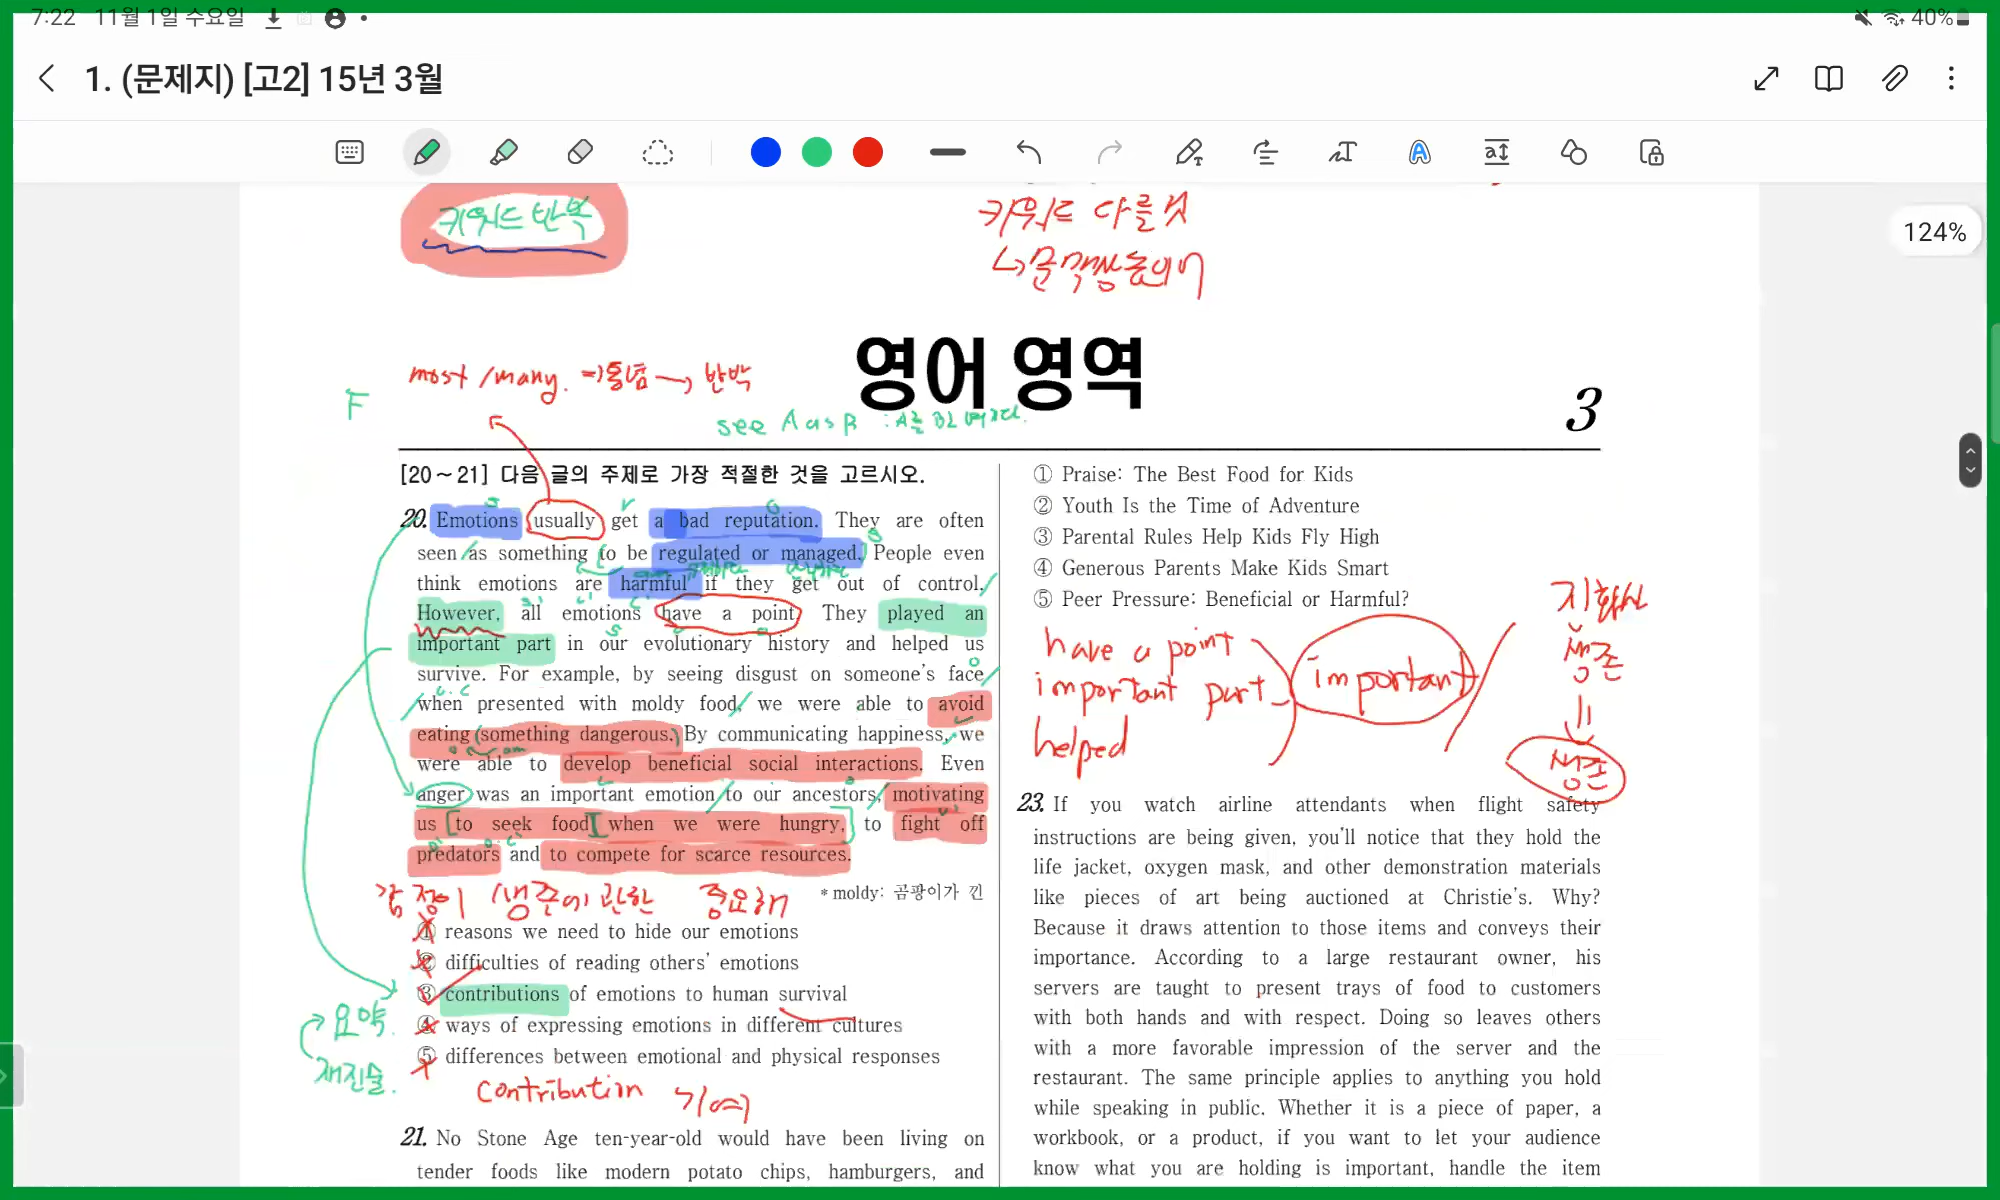 7:22 11월 1일 수요일
40%
1. (문제지) [고2] 15년 3월
124%
키워드 반복
키워드 다를 시
↳문맥상 동의어
영어 영역
3
most / many. ⇒ 통념 → 반박
F
see A as B : A를 B로 여기다.
[20～21] 다음 글의 주제로 가장 적절한 것을 고르시오.
20. Emotions usually get a bad reputation. They are often
seen as something to be regulated or managed. People even
think emotions are harmful if they get out of control.
However, all emotions have a point. They played an
important part in our evolutionary history and helped us
survive. For example, by seeing disgust on someone's face
when presented with moldy food, we were able to avoid
eating something dangerous. By communicating happiness, we
were able to develop beneficial social interactions. Even
anger was an important emotion to our ancestors, motivating
us to seek food when we were hungry, to fight off
predators and to compete for scarce resources.
* moldy: 곰팡이가 낀
감정이 생존에 관한 중요해
① reasons we need to hide our emotions
② difficulties of reading others' emotions
③ contributions of emotions to human survival
④ ways of expressing emotions in different cultures
⑤ differences between emotional and physical responses
요약.
재진술.
contribution 기여
21. No Stone Age ten-year-old would have been living on
tender foods like modern potato chips, hamburgers, and
① Praise: The Best Food for Kids
② Youth Is the Time of Adventure
③ Parental Rules Help Kids Fly High
④ Generous Parents Make Kids Smart
⑤ Peer Pressure: Beneficial or Harmful?
have a point
important part
helped
important
생존
생존
23. If you watch airline attendants when flight safety
instructions are being given, you'll notice that they hold the
life jacket, oxygen mask, and other demonstration materials
like pieces of art being auctioned at Christie's. Why?
Because it draws attention to those items and conveys their
importance. According to a large restaurant owner, his
servers are taught to present trays of food to customers
with both hands and with respect. Doing so leaves others
with a more favorable impression of the server and the
restaurant. The same principle applies to anything you hold
while speaking in public. Whether it is a piece of paper, a
workbook, or a product, if you want to let your audience
know what you are holding is important, handle the item